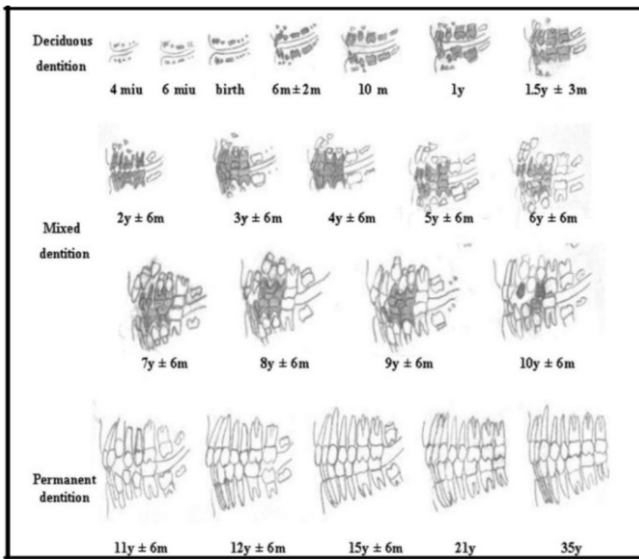 Deciduous
dentition
4 miu 6 miu birth 6m ± 2m 10 m 1y 1.5y ± 3m
2y ± 6m 3y ± 6m 4y ± 6m 5y ± 6m 6y ± 6m
Mixed
dentition
7y ± 6m 8y ± 6m 9y ± 6m 10y ± 6m
Permanent
dentition
11y ± 6m 12y ± 6m 15y ± 6m 21y 35y